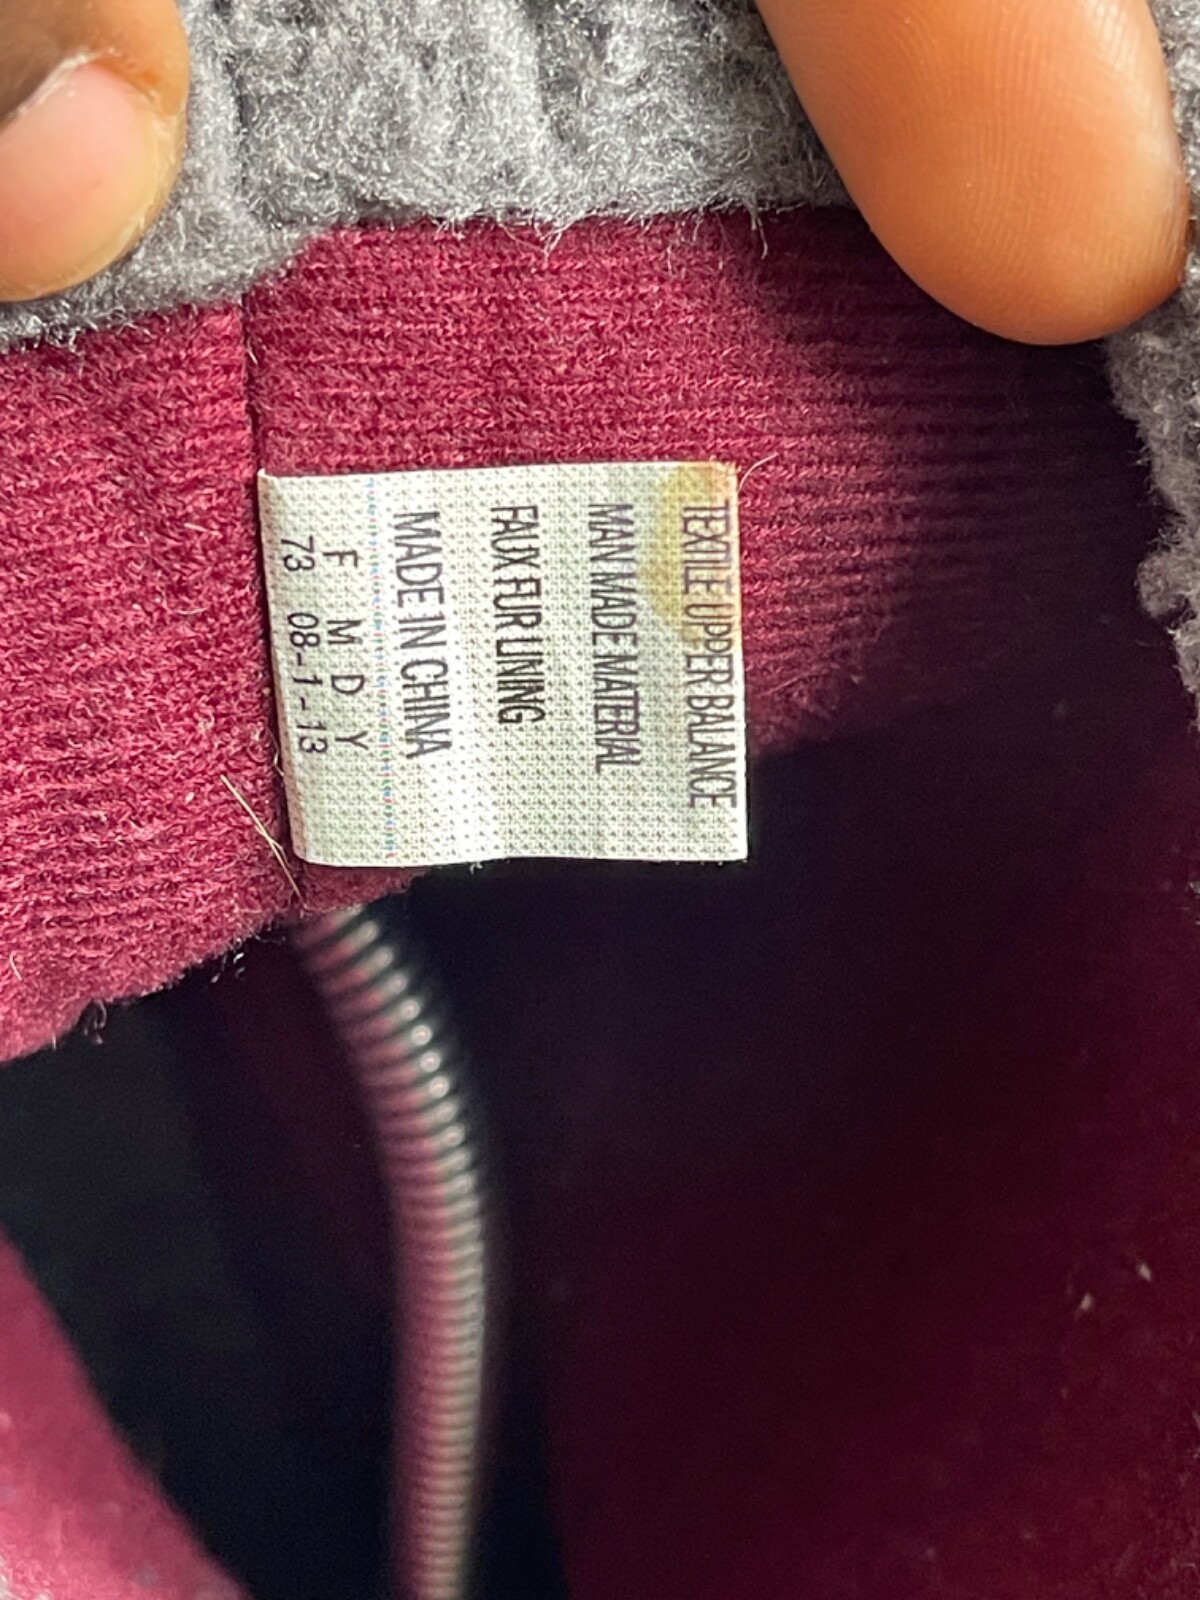 TEXTILE UPPER BALANCE
MAN MADE MATERIAL
FAUX FUR LINING
MADE IN CHINA
F M D Y
73 08-1-13